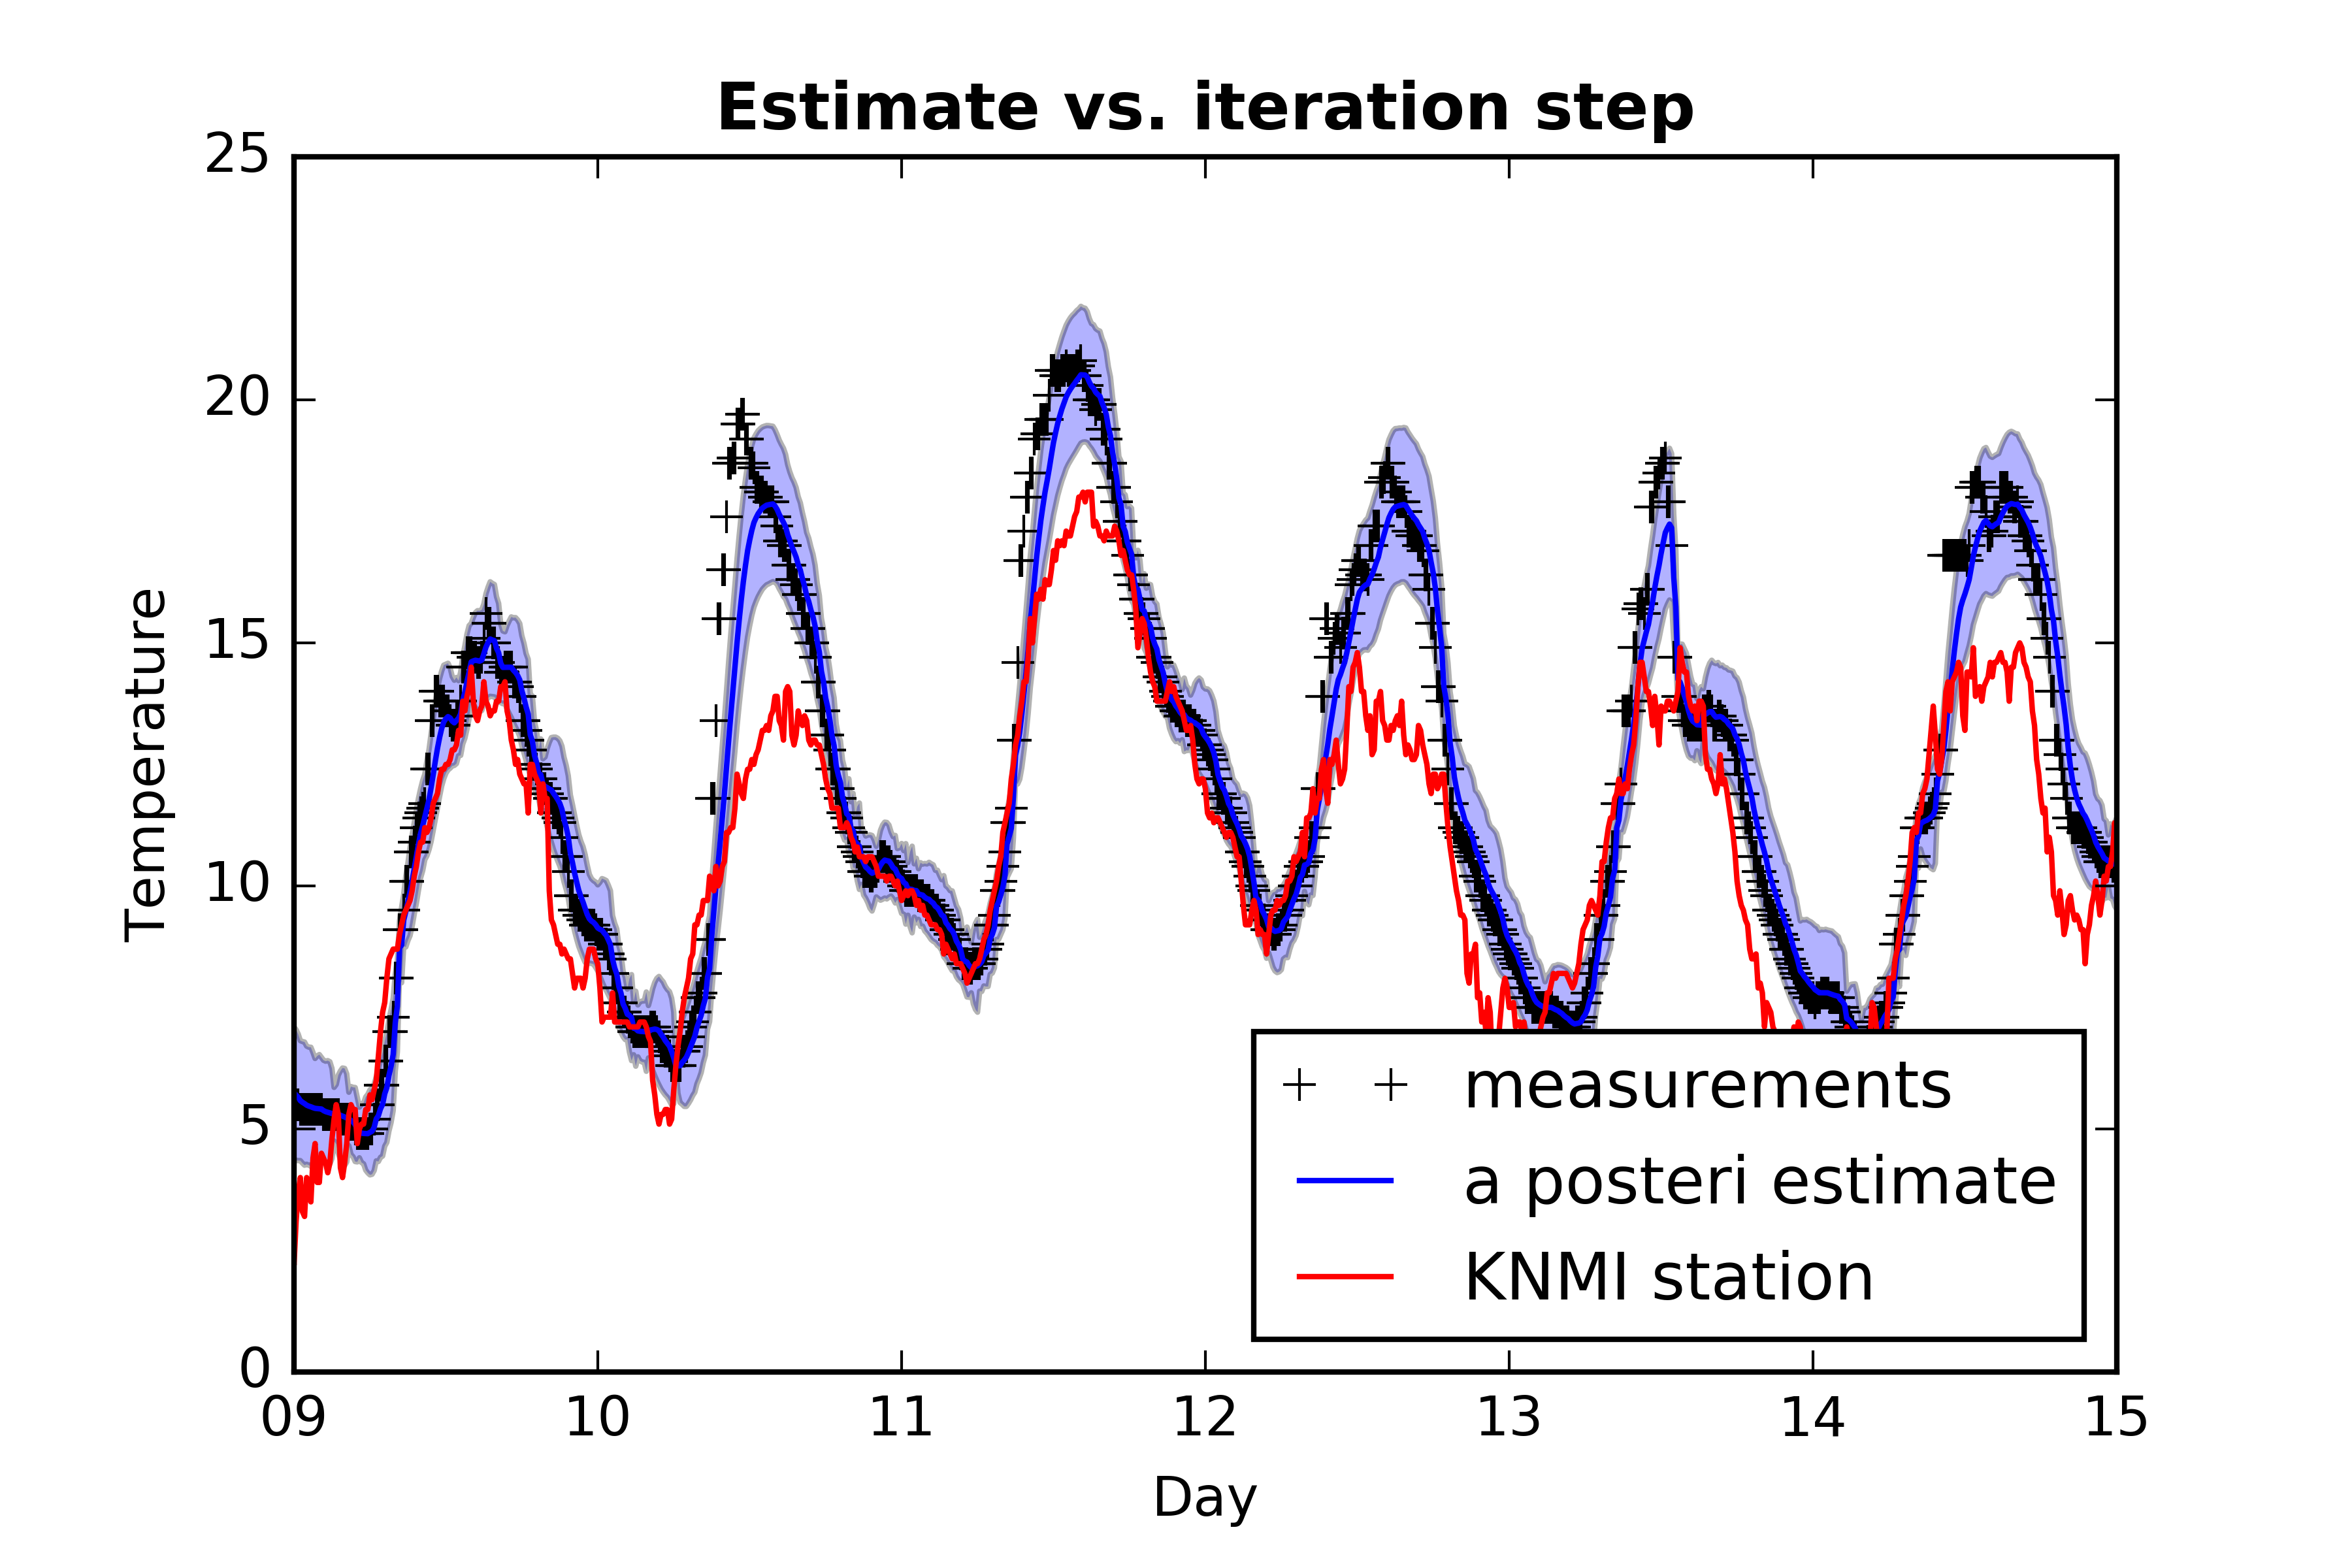 Estimate vs. iteration step
25
20
15
10
5
0
Temperature
09 10 11 12 13 14 15
Day
measurements
a posteri estimate
KNMI station